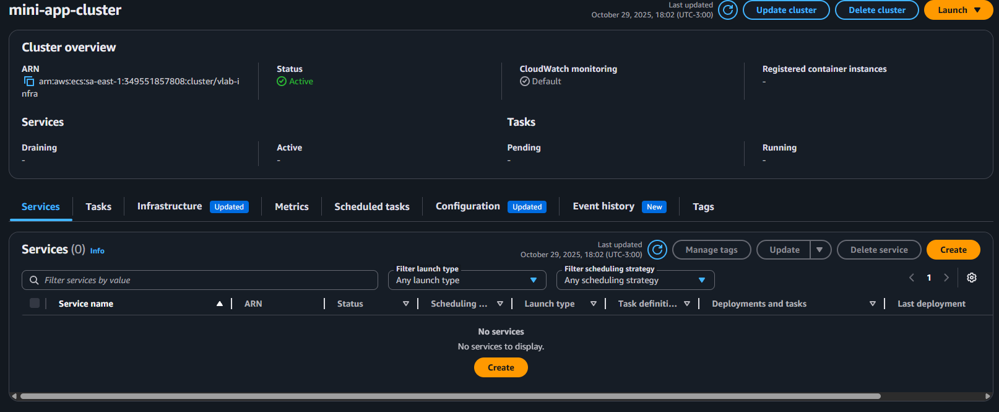 mini-app-cluster
Last updated
October 29, 2025, 18:02 (UTC-3:00)
Update cluster
Delete cluster
Launch
Cluster overview
ARN
arn:aws:ecs:sa-east-1:349551857808:cluster/vlab-i
nfra
Status
Active
CloudWatch monitoring
Default
Registered container instances
-
Services
Tasks
Draining
-
Active
-
Pending
-
Running
-
Services
Tasks
Infrastructure Updated
Metrics
Scheduled tasks
Configuration Updated
Event history New
Tags
Services (0) Info
Last updated
October 29, 2025, 18:02 (UTC-3:00)
Manage tags
Update
Delete service
Create
Filter services by value
Filter launch type
Any launch type
Filter scheduling strategy
Any scheduling strategy
1
Service name
ARN
Status
Scheduling ...
Launch type
Task definiti...
Deployments and tasks
Last deployment
No services
No services to display.
Create